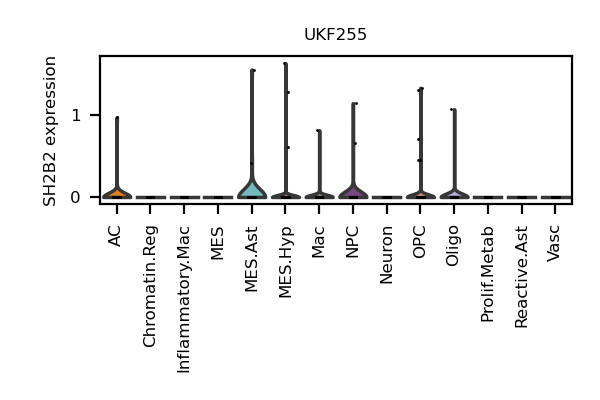 UKF255
SH2B2 expression
1
0
AC
Chromatin.Reg
Inflammatory.Mac
MES
MES.Ast
MES.Hyp
Mac
NPC
Neuron
OPC
Oligo
Prolif.Metab
Reactive.Ast
Vasc